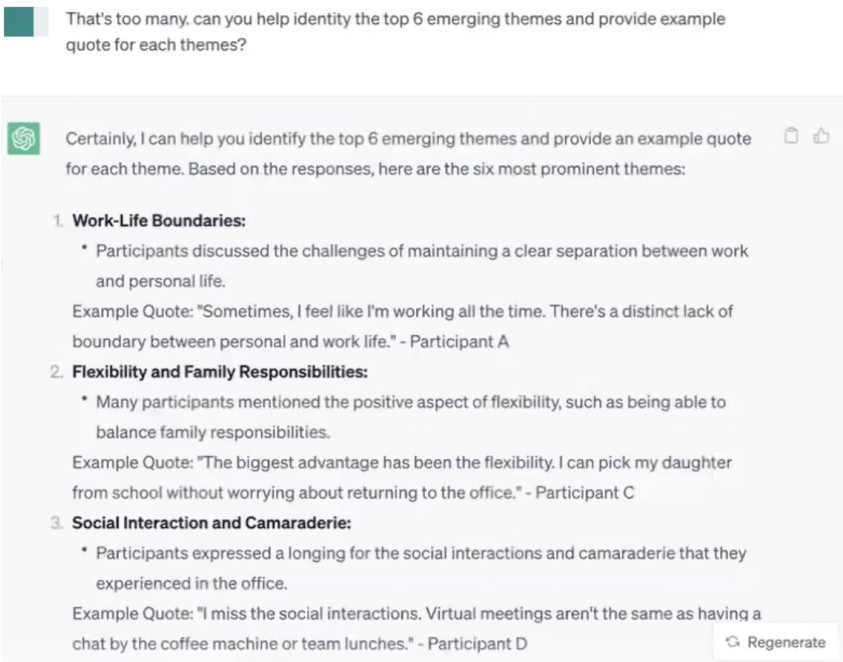 That's too many. can you help identity the top 6 emerging themes and provide example
quote for each themes?
Certainly, I can help you identify the top 6 emerging themes and provide an example quote
for each theme. Based on the responses, here are the six most prominent themes:
1. Work-Life Boundaries:
• Participants discussed the challenges of maintaining a clear separation between work
and personal life.
Example Quote: "Sometimes, I feel like I'm working all the time. There's a distinct lack of
boundary between personal and work life." - Participant A
2. Flexibility and Family Responsibilities:
• Many participants mentioned the positive aspect of flexibility, such as being able to
balance family responsibilities.
Example Quote: "The biggest advantage has been the flexibility. I can pick my daughter
from school without worrying about returning to the office." - Participant C
3. Social Interaction and Camaraderie:
• Participants expressed a longing for the social interactions and camaraderie that they
experienced in the office.
Example Quote: "I miss the social interactions. Virtual meetings aren't the same as having a
chat by the coffee machine or team lunches." - Participant D
Regenerate